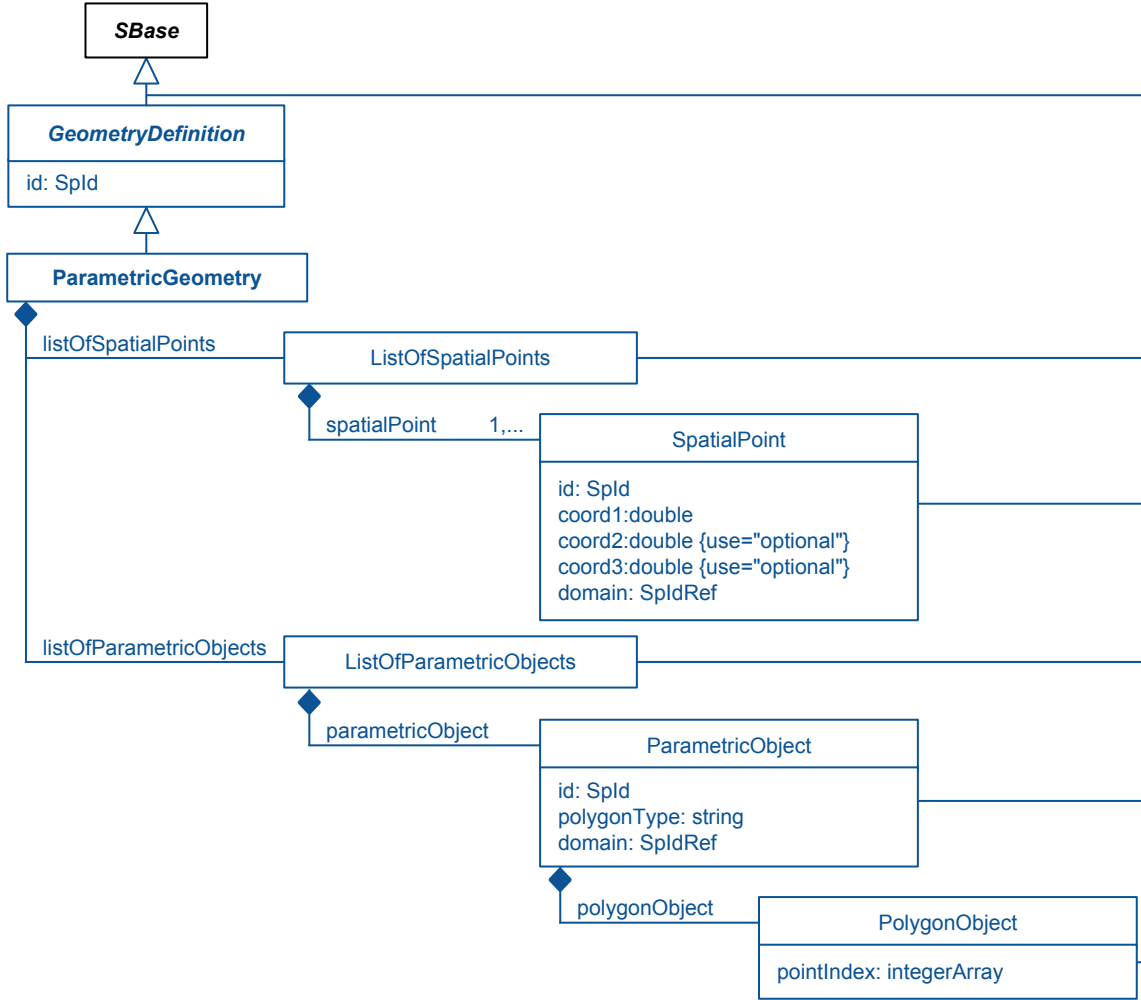 SBase
GeometryDefinition
id: SpId
ParametricGeometry
listOfSpatialPoints
ListOfSpatialPoints
spatialPoint 1,...
SpatialPoint
id: SpId
coord1:double
coord2:double {use="optional"}
coord3:double {use="optional"}
domain: SpIdRef
listOfParametricObjects
ListOfParametricObjects
parametricObject
ParametricObject
id: SpId
polygonType: string
domain: SpIdRef
polygonObject
PolygonObject
pointIndex: integerArray